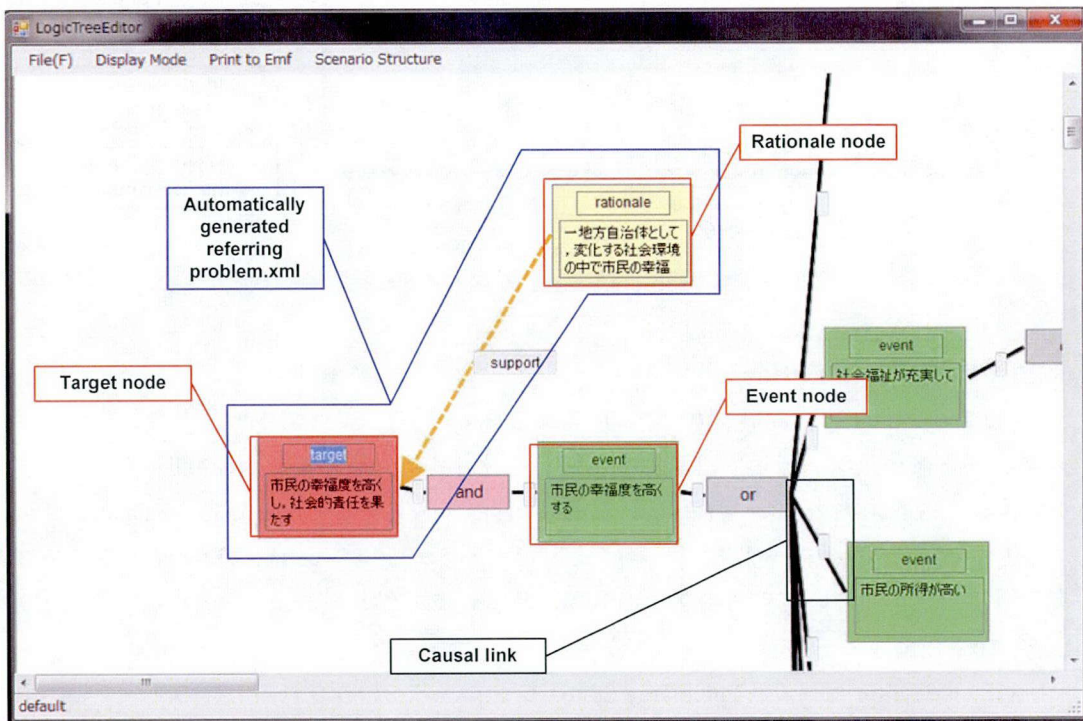 LogicTreeEditor
File(F) Display Mode Print to Emf Scenario Structure
Rationale node
Automatically
generated
referring
problem.xml
rationale
一地方自治体として
，変化する社会環境
の中で市民の幸福
support
Target node
event
社会福祉が充実して
Event node
target
市民の幸福度を高く
し，社会的責任を果
たす
and
event
市民の幸福度を高く
する
or
event
市民の所得が高い
Causal link
default